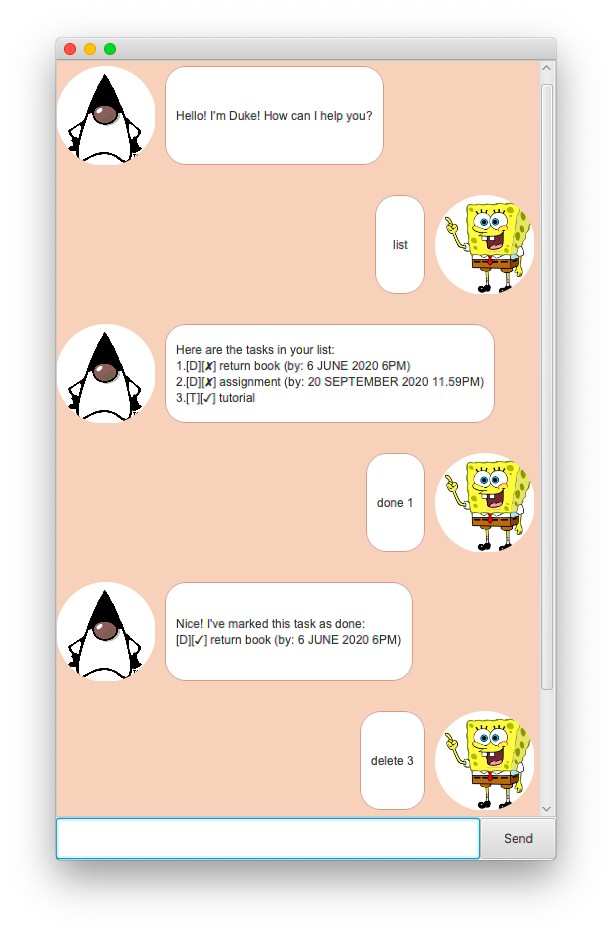 Hello! I'm Duke! How can I help you?
list
Here are the tasks in your list:
1.[D][✘] return book (by: 6 JUNE 2020 6PM)
2.[D][✘] assignment (by: 20 SEPTEMBER 2020 11.59PM)
3.[T][✓] tutorial
done 1
Nice! I've marked this task as done:
[D][✓] return book (by: 6 JUNE 2020 6PM)
delete 3
Send